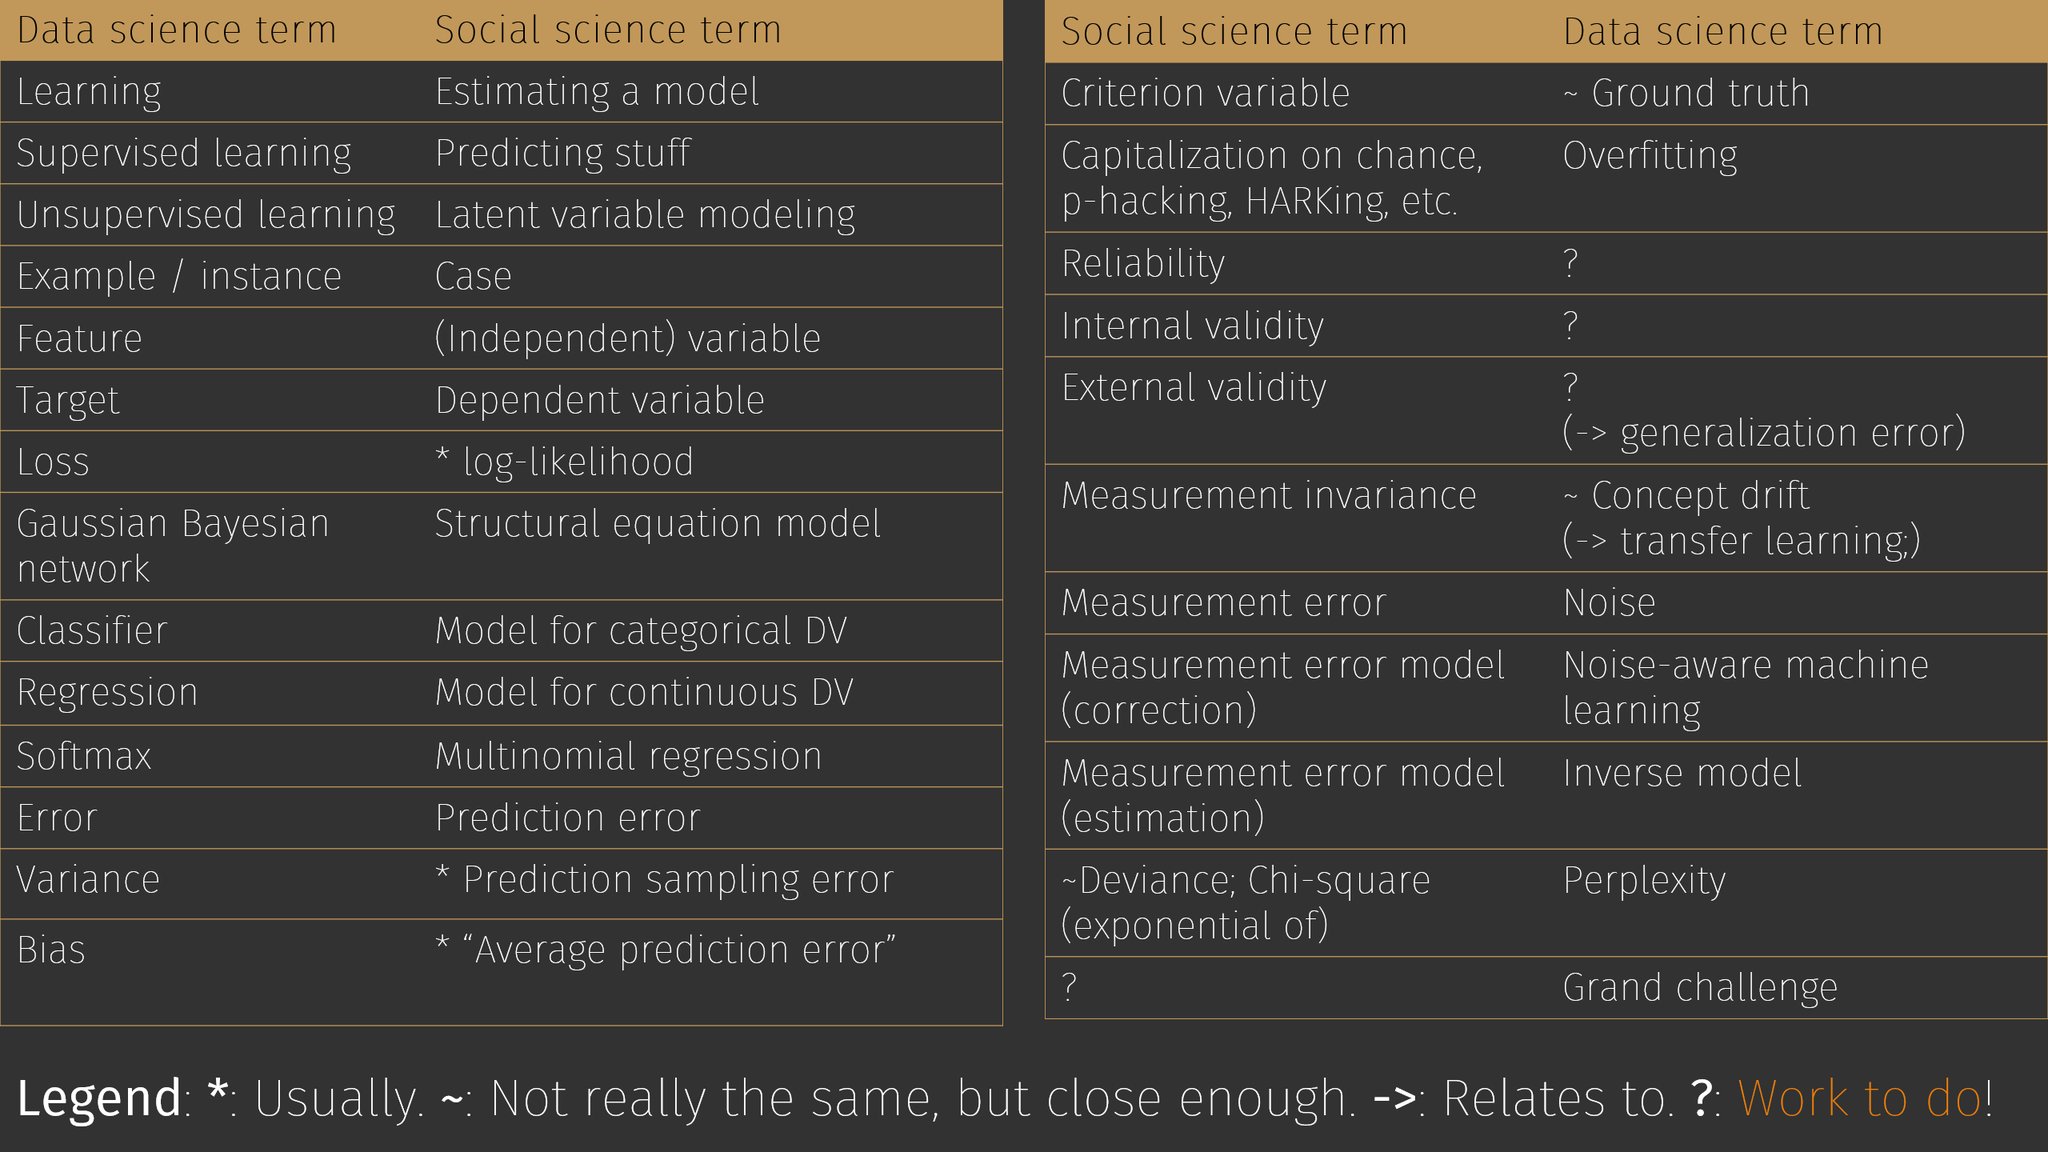 Data science term Social science term
Learning Estimating a model
Supervised learning Predicting stuff
Unsupervised learning Latent variable modeling
Example / instance Case
Feature (Independent) variable
Target Dependent variable
Loss * log-likelihood
Gaussian Bayesian Structural equation model
network
Classifier Model for categorical DV
Regression Model for continuous DV
Softmax Multinomial regression
Error Prediction error
Variance * Prediction sampling error
Bias * “Average prediction error”
Social science term Data science term
Criterion variable ~ Ground truth
Capitalization on chance, Overfitting
p-hacking, HARKing, etc.
Reliability ?
Internal validity ?
External validity ?
(-> generalization error)
Measurement invariance ~ Concept drift
(-> transfer learning;)
Measurement error Noise
Measurement error model Noise-aware machine
(correction) learning
Measurement error model Inverse model
(estimation)
~Deviance; Chi-square Perplexity
(exponential of)
? Grand challenge
Legend: *: Usually. ~: Not really the same, but close enough. ->: Relates to. ?: Work to do!